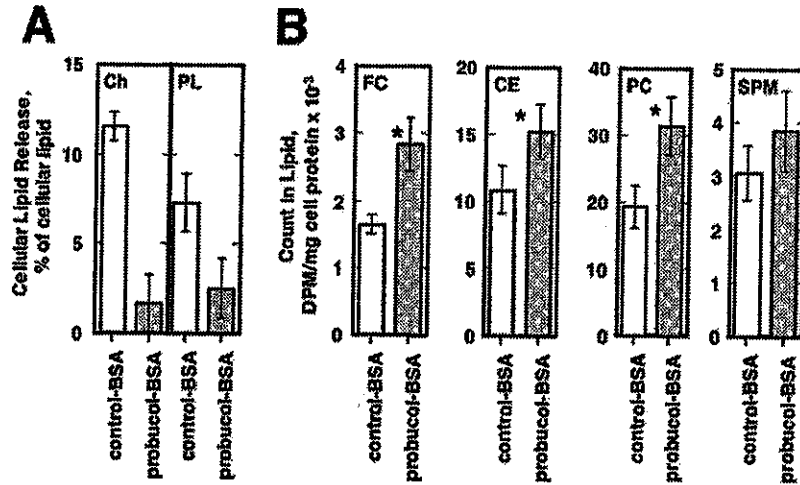 A
B
Cellular Lipid Release,
% of cellular lipid
15
10
5
0
Ch
PL
control-BSA
probucol-BSA
control-BSA
probucol-BSA
Count in Lipid,
DPM/mg cell protein x 10⁻³
4
3
2
1
0
FC
*
control-BSA
probucol-BSA
20
15
10
5
0
CE
*
control-BSA
probucol-BSA
40
30
20
10
0
PC
*
control-BSA
probucol-BSA
5
4
3
2
1
0
SPM
control-BSA
probucol-BSA